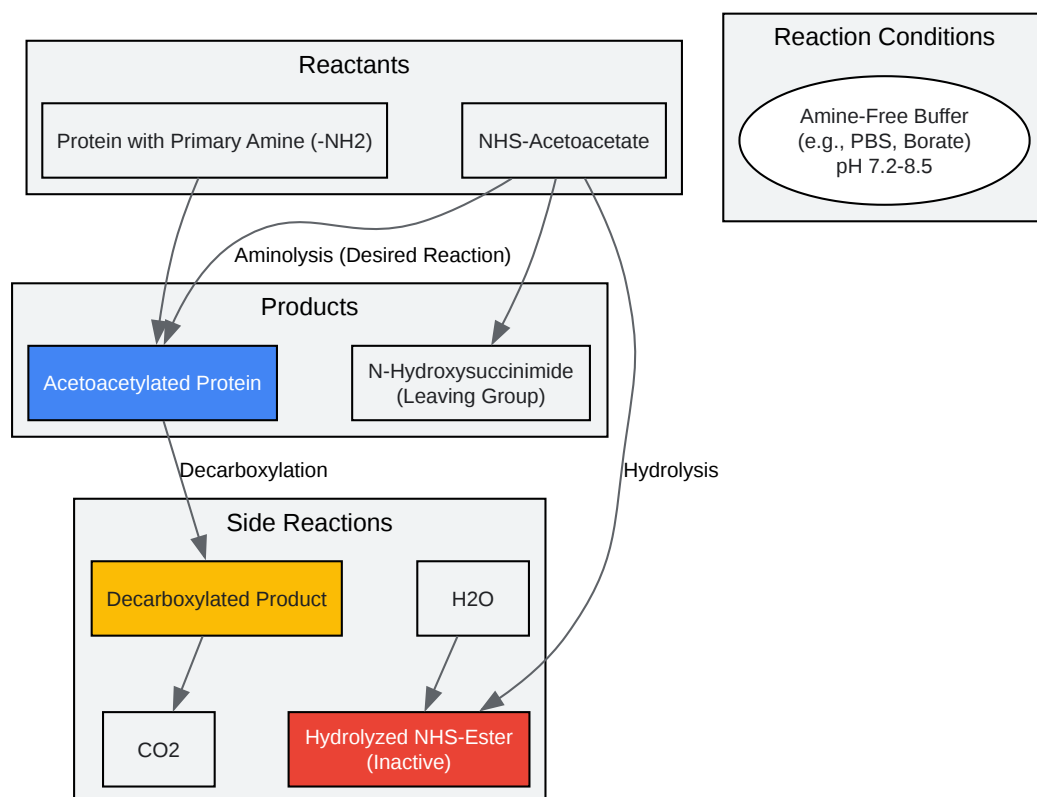 Reactants
Protein with Primary Amine (-NH2)
NHS-Acetoacetate
Reaction Conditions
Amine-Free Buffer
(e.g., PBS, Borate)
pH 7.2-8.5
Aminolysis (Desired Reaction)
Products
Acetoacetylated Protein
N-Hydroxysuccinimide
(Leaving Group)
Decarboxylation
Hydrolysis
Side Reactions
Decarboxylated Product
H2O
CO2
Hydrolyzed NHS-Ester
(Inactive)